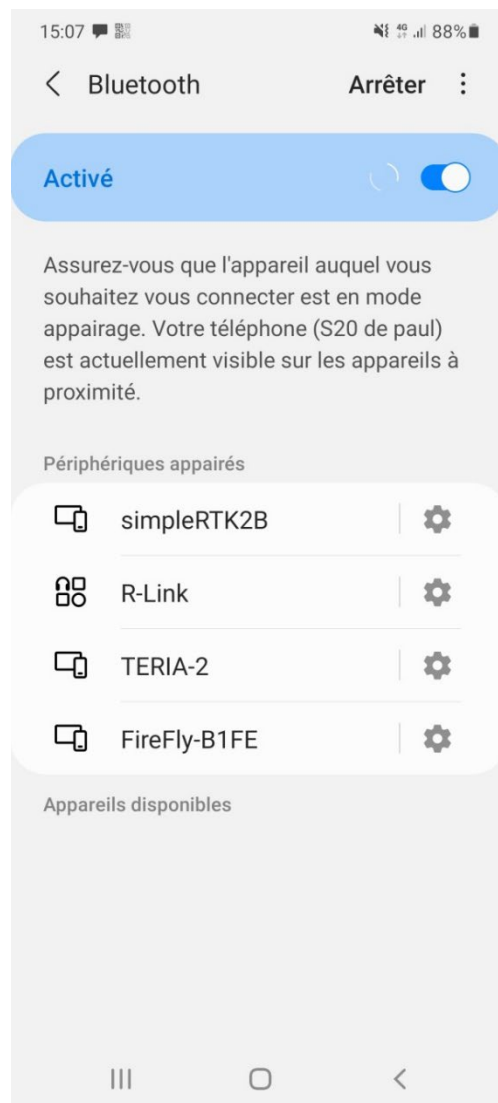 15:07 4G 88%
Bluetooth Arrêter
Activé
Assurez-vous que l'appareil auquel vous
souhaitez vous connecter est en mode
appairage. Votre téléphone (S20 de paul)
est actuellement visible sur les appareils à
proximité.
Périphériques appairés
simpleRTK2B
R-Link
TERIA-2
FireFly-B1FE
Appareils disponibles